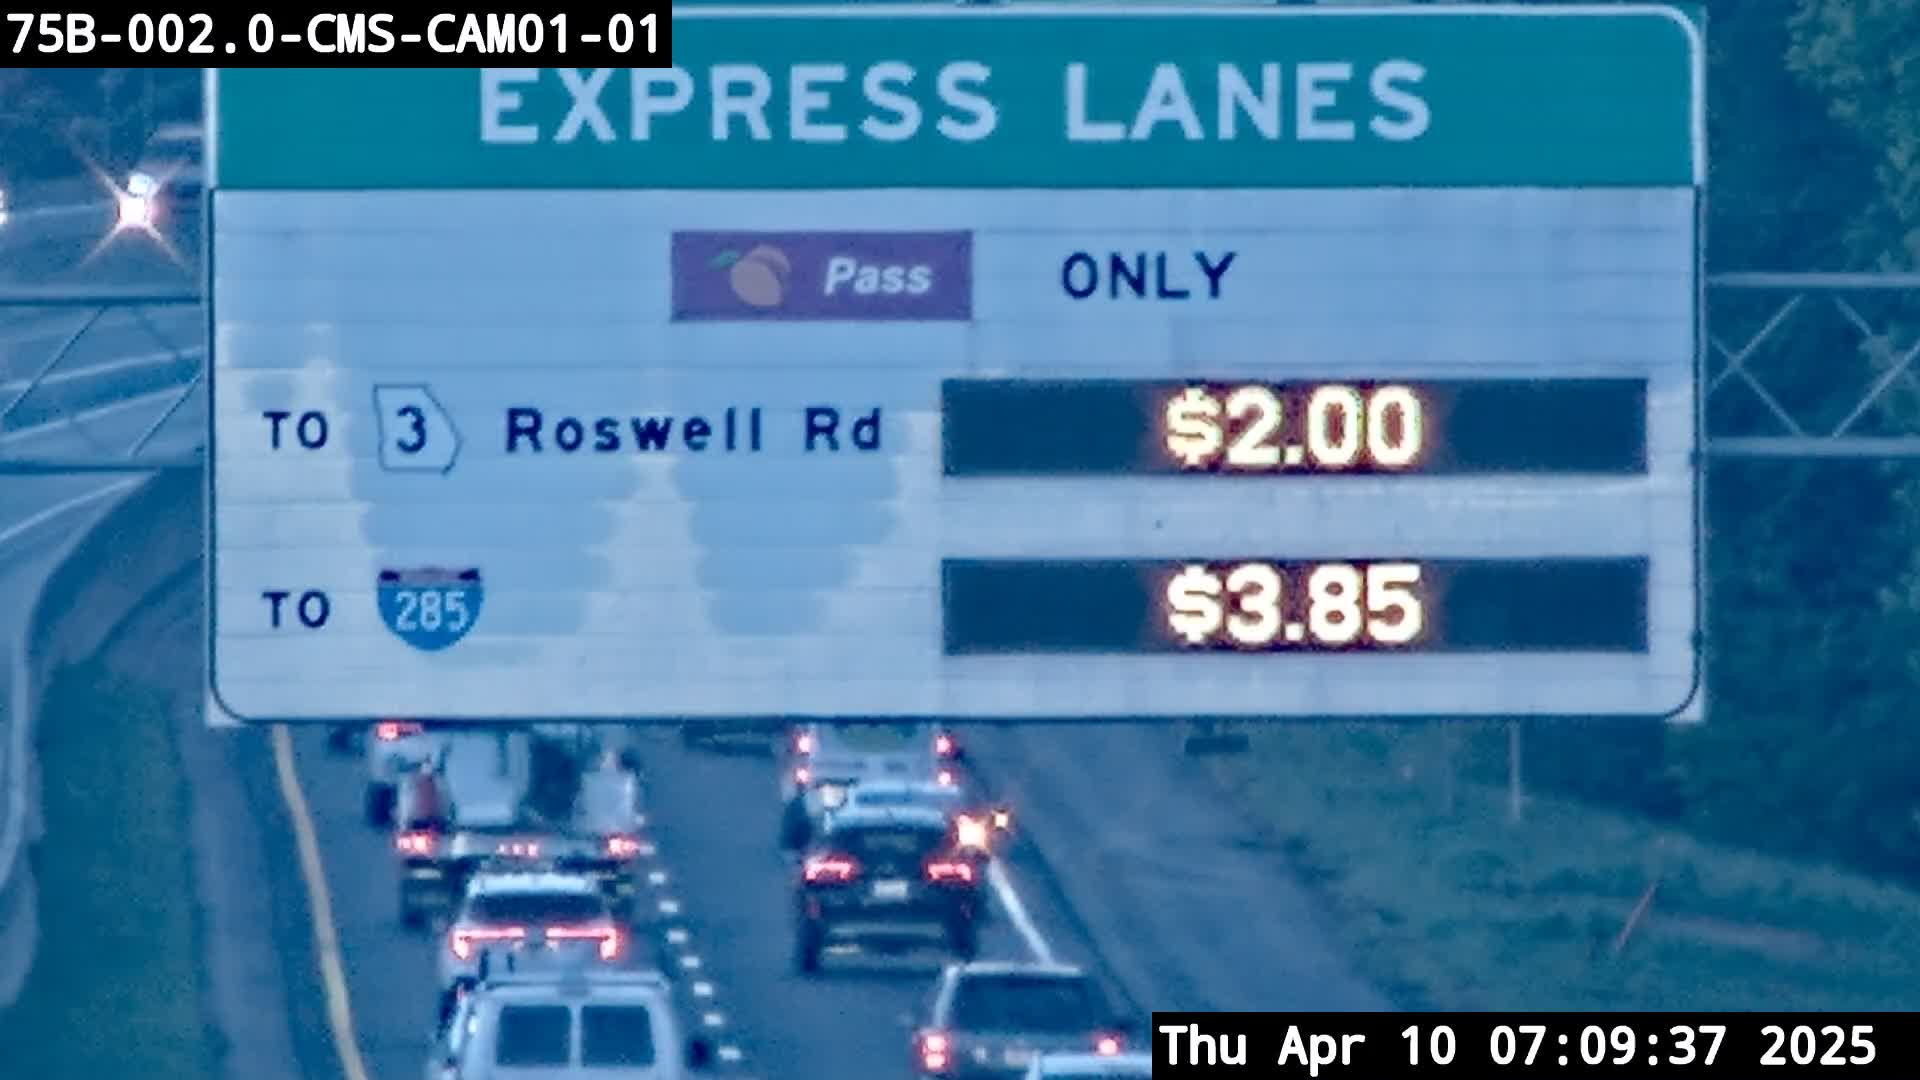 75B-002.0-CMS-CAM01-01
EXPRESS LANES
Pass ONLY
TO 3 Roswell Rd $2.00
TO 285 $3.85
Thu Apr 10 07:09:37 2025